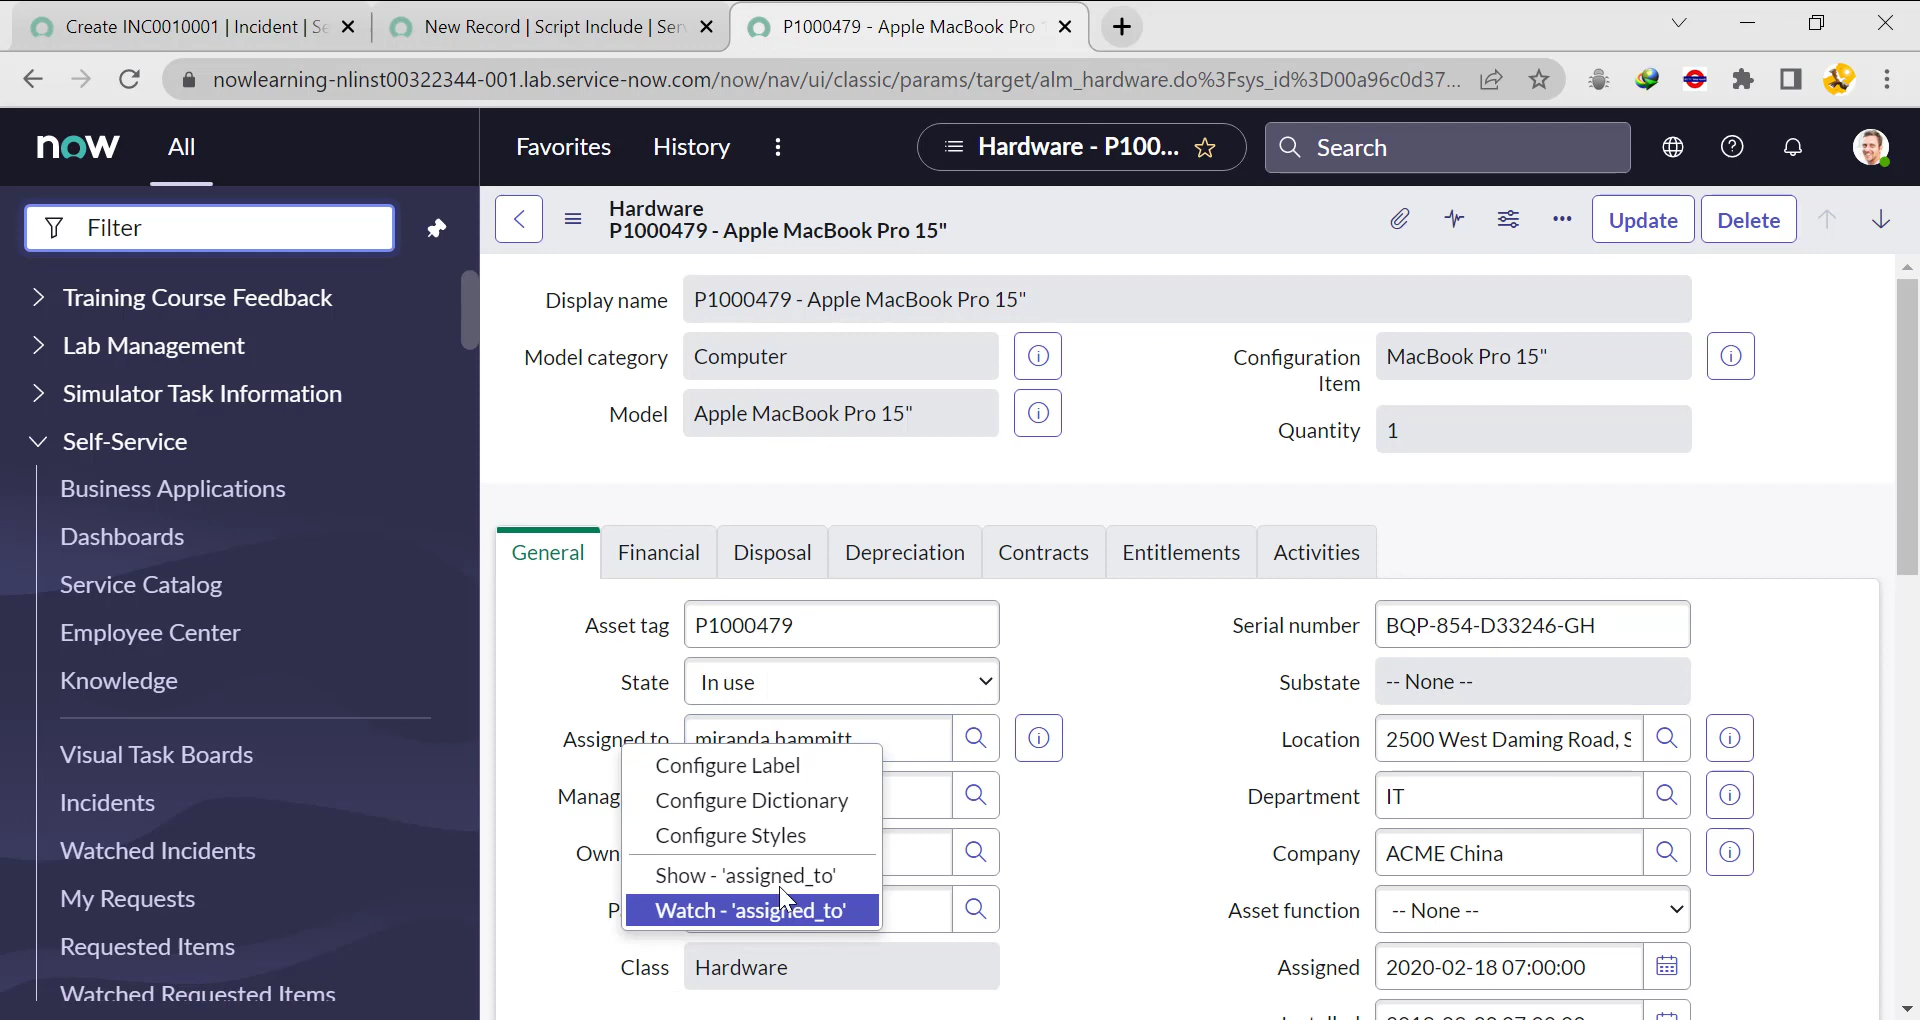 Create INC0010001 | Incident | Se
New Record | Script Include | Ser
P1000479 - Apple MacBook Pro
nowlearning-nlinst00322344-001.lab.service-now.com/now/nav/ui/classic/params/target/alm_hardware.do%3Fsys_id%3D00a96c0d37...
now
All
Favorites
History
Hardware - P100...
Search
Filter
Training Course Feedback
Lab Management
Simulator Task Information
Self-Service
Business Applications
Dashboards
Service Catalog
Employee Center
Knowledge
Visual Task Boards
Incidents
Watched Incidents
My Requests
Requested Items
Watched Requested Items
Hardware
P1000479 - Apple MacBook Pro 15"
Update
Delete
Display name P1000479 - Apple MacBook Pro 15"
Model category Computer
Model Apple MacBook Pro 15"
Configuration
Item
MacBook Pro 15"
Quantity 1
General Financial Disposal Depreciation Contracts Entitlements Activities
Asset tag P1000479
State In use
Assigned to miranda hammitt
Manag
Own
P
Class Hardware
Configure Label
Configure Dictionary
Configure Styles
Show - 'assigned_to'
Watch - 'assigned_to'
Serial number BQP-854-D33246-GH
Substate -- None --
Location 2500 West Daming Road, S
Department IT
Company ACME China
Asset function -- None --
Assigned 2020-02-18 07:00:00